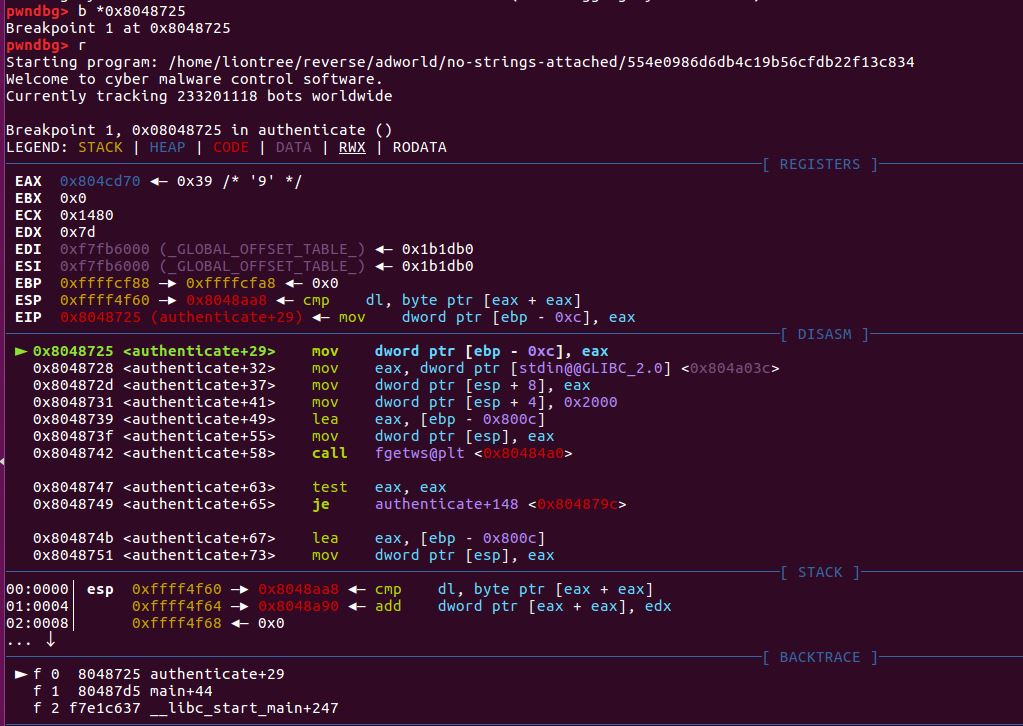 pwndbg> b *0x8048725
Breakpoint 1 at 0x8048725
pwndbg> r
Starting program: /home/liontree/reverse/adworld/no-strings-attached/554e0986d6db4c19b56cfdb22f13c834
Welcome to cyber malware control software.
Currently tracking 233201118 bots worldwide
Breakpoint 1, 0x08048725 in authenticate ()
LEGEND: STACK | HEAP | CODE | DATA | RWX | RODATA
[ REGISTERS ]
EAX 0x804cd70 ◂— 0x39 /* '9' */
EBX 0x0
ECX 0x1480
EDX 0x7d
EDI 0xf7fb6000 (_GLOBAL_OFFSET_TABLE_) ◂— 0x1b1db0
ESI 0xf7fb6000 (_GLOBAL_OFFSET_TABLE_) ◂— 0x1b1db0
EBP 0xffffcf88 —▸ 0xffffcfa8 ◂— 0x0
ESP 0xffff4f60 —▸ 0x8048aa8 ◂— cmp dl, byte ptr [eax + eax]
EIP 0x8048725 (authenticate+29) ◂— mov dword ptr [ebp - 0xc], eax
[ DISASM ]
► 0x8048725 <authenticate+29> mov dword ptr [ebp - 0xc], eax
0x8048728 <authenticate+32> mov eax, dword ptr [stdin@@GLIBC_2.0] <0x804a03c>
0x804872d <authenticate+37> mov dword ptr [esp + 8], eax
0x8048731 <authenticate+41> mov dword ptr [esp + 4], 0x2000
0x8048739 <authenticate+49> lea eax, [ebp - 0x800c]
0x804873f <authenticate+55> mov dword ptr [esp], eax
0x8048742 <authenticate+58> call fgetws@plt <0x80484a0>
0x8048747 <authenticate+63> test eax, eax
0x8048749 <authenticate+65> je authenticate+148 <0x804879c>
0x804874b <authenticate+67> lea eax, [ebp - 0x800c]
0x8048751 <authenticate+73> mov dword ptr [esp], eax
[ STACK ]
00:0000│ esp 0xffff4f60 —▸ 0x8048aa8 ◂— cmp dl, byte ptr [eax + eax]
01:0004│ 0xffff4f64 —▸ 0x8048a90 ◂— add dword ptr [eax + eax], edx
02:0008│ 0xffff4f68 ◂— 0x0
... ↓
[ BACKTRACE ]
► f 0 8048725 authenticate+29
f 1 80487d5 main+44
f 2 f7e1c637 __libc_start_main+247